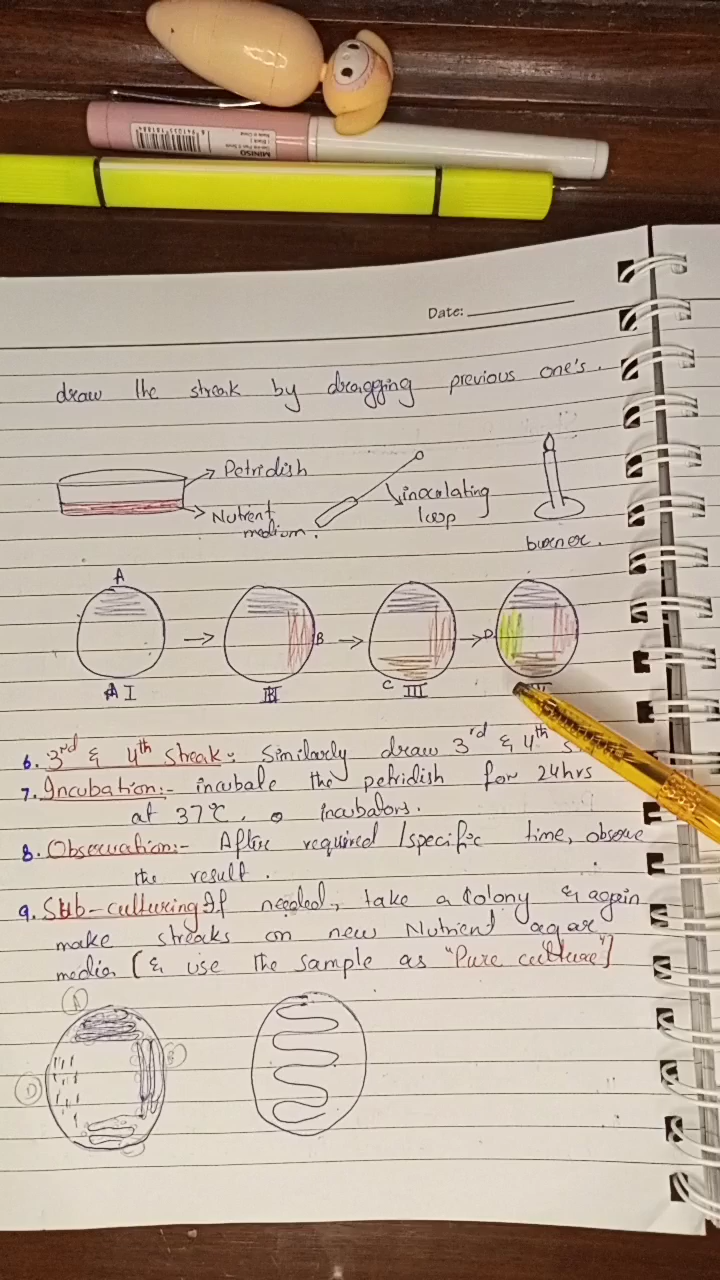 MINISO
Date:
draw the streak by dragging previous one's.
Petridish
Nutrient
medium.
inoculating
loop
burner.
A
B
C
D
I
II
III
6. 3rd & 4th Streak: Similarly draw 3rd & 4th
7. Incubation:- incubate the petridish for 24hrs
at 37°C, incubators.
8. Observation:- After required/specific time, observe
the result.
9. Sub-culturing If needed, take a Colony & again
make streaks on new Nutrient agar
media (& use the sample as "Pure culture"]
A
B
D